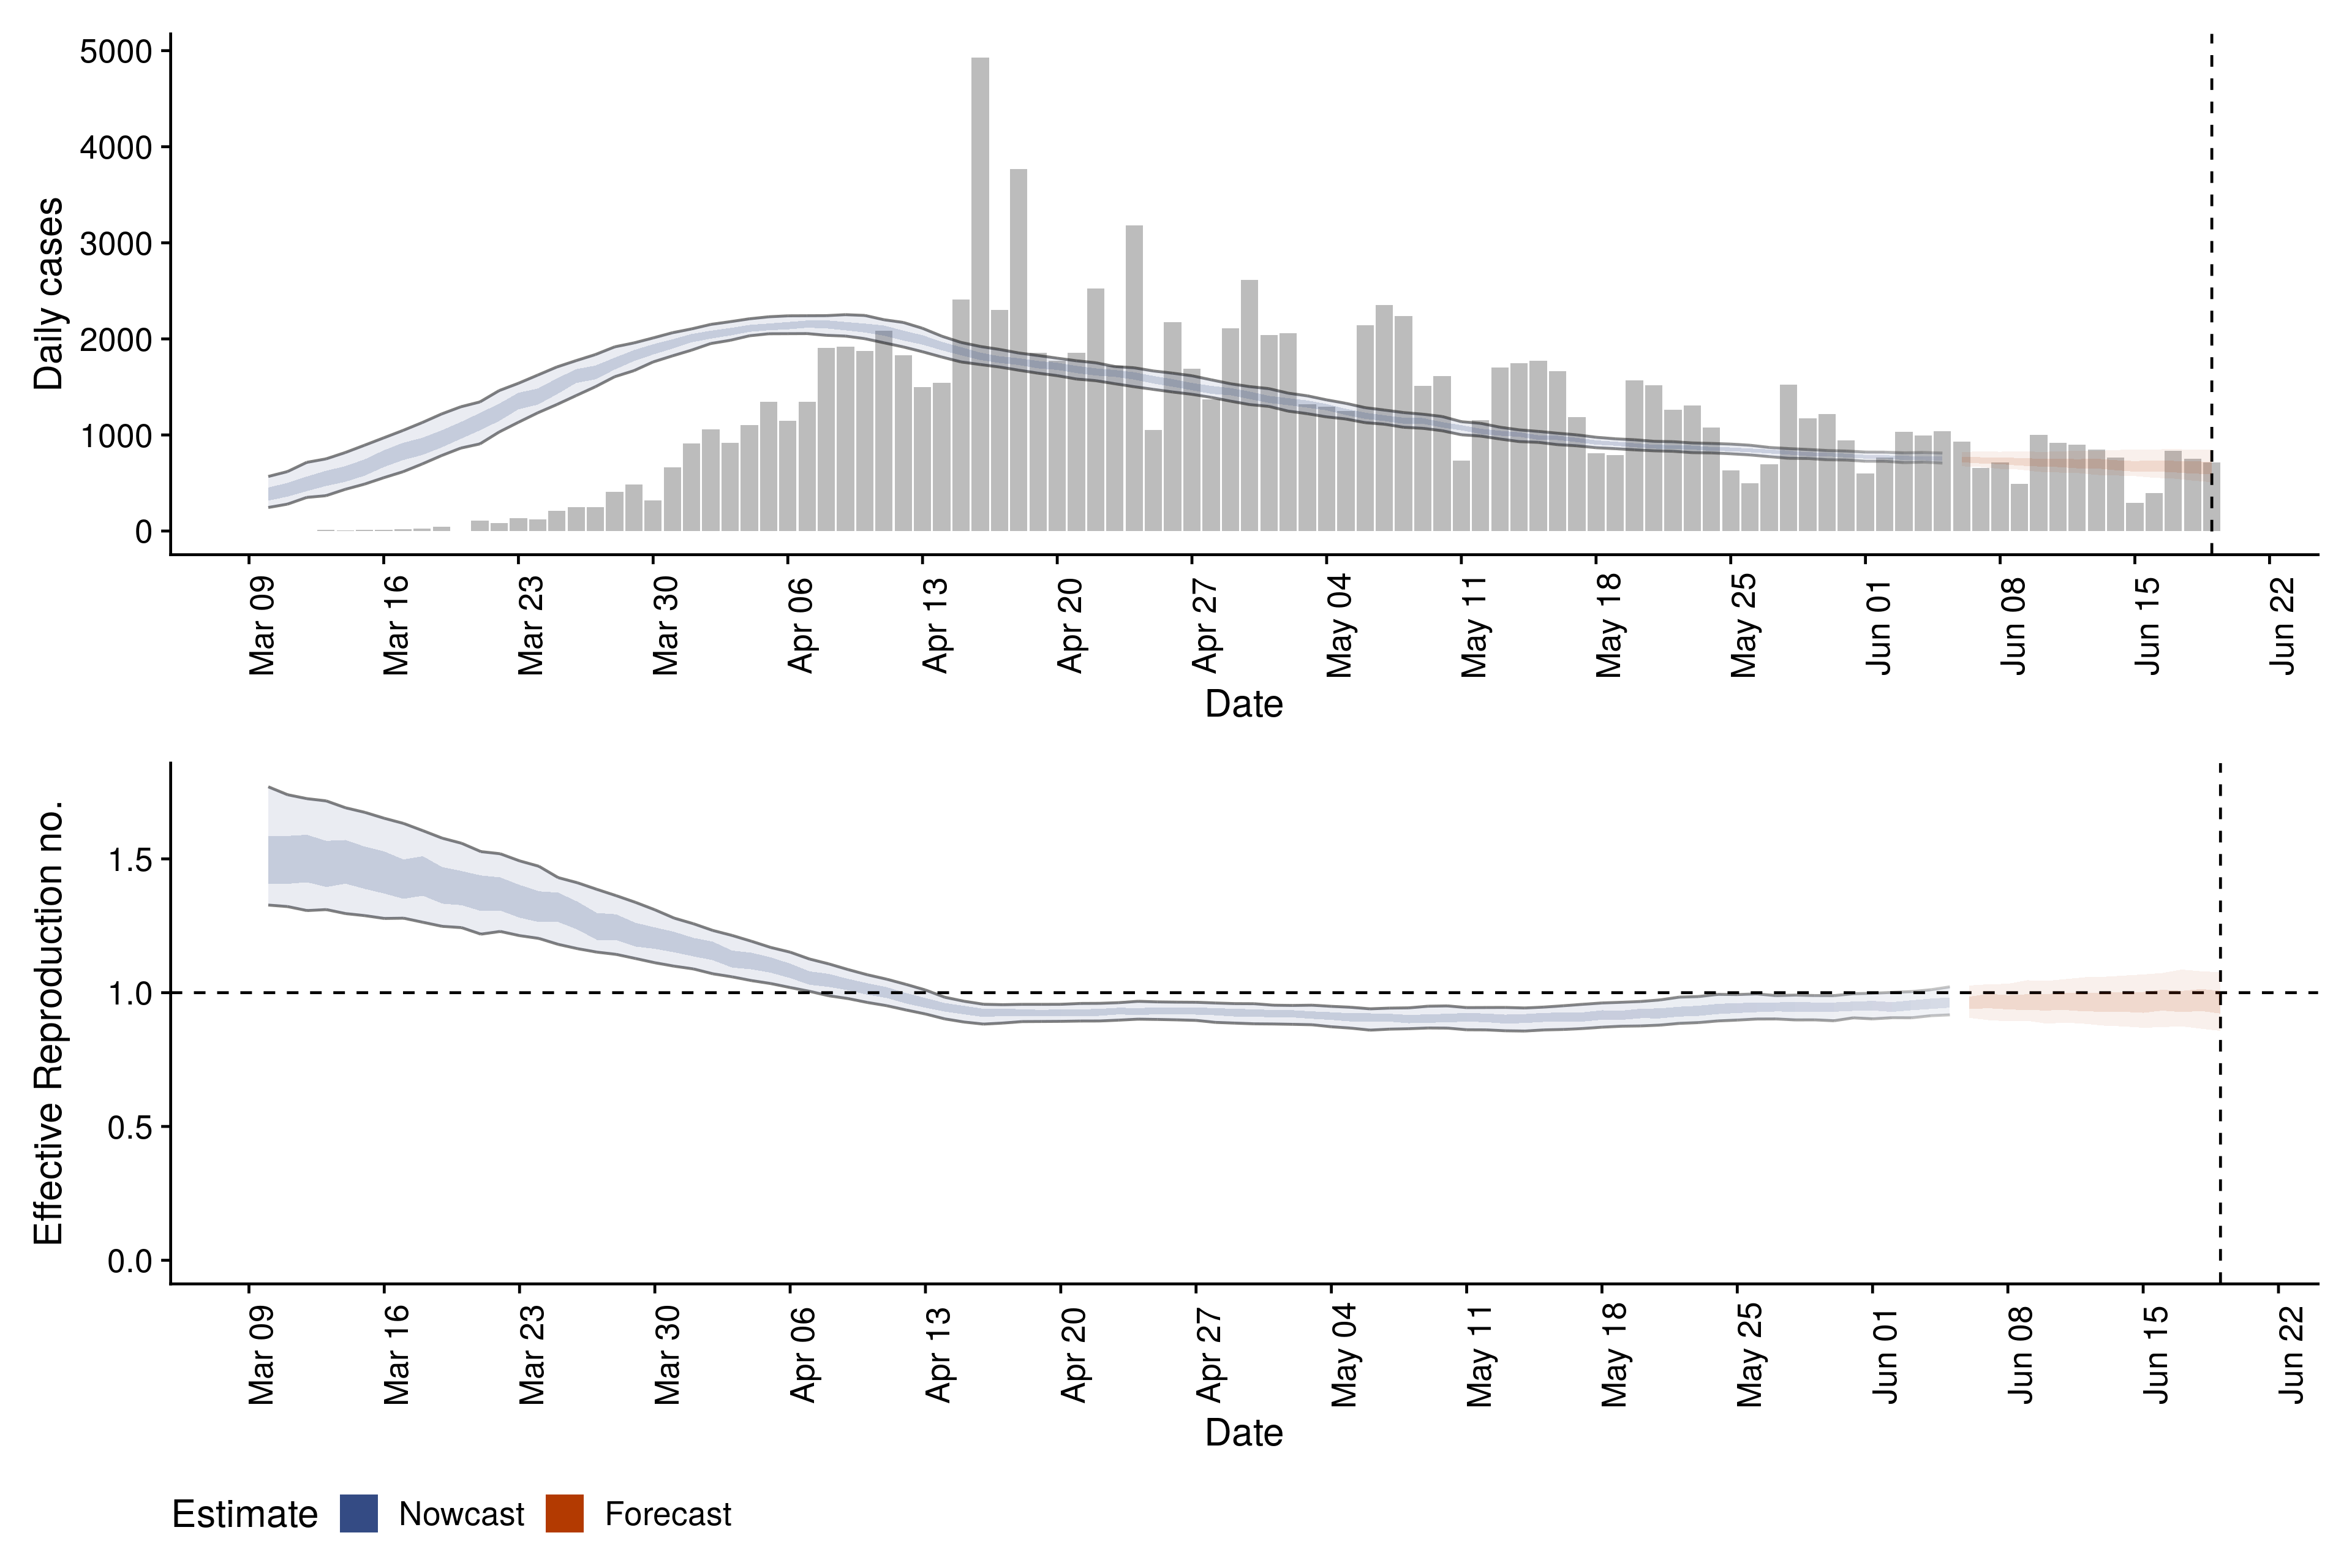 Daily cases
5000
4000
3000
2000
1000
0
Mar 09
Mar 16
Mar 23
Mar 30
Apr 06
Apr 13
Apr 20
Apr 27
May 04
May 11
May 18
May 25
Jun 01
Jun 08
Jun 15
Jun 22
Date
Effective Reproduction no.
1.5
1.0
0.5
0.0
Mar 09
Mar 16
Mar 23
Mar 30
Apr 06
Apr 13
Apr 20
Apr 27
May 04
May 11
May 18
May 25
Jun 01
Jun 08
Jun 15
Jun 22
Date
Estimate Nowcast Forecast